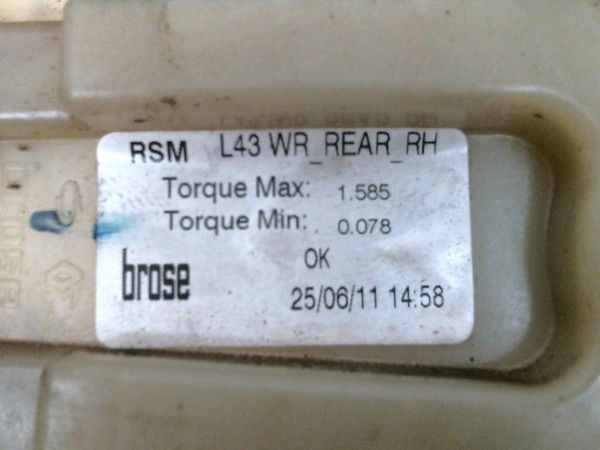 RSM L43 WR_REAR_RH
Torque Max: 1.585
Torque Min: 0.078
OK
brose 25/06/11 14:58